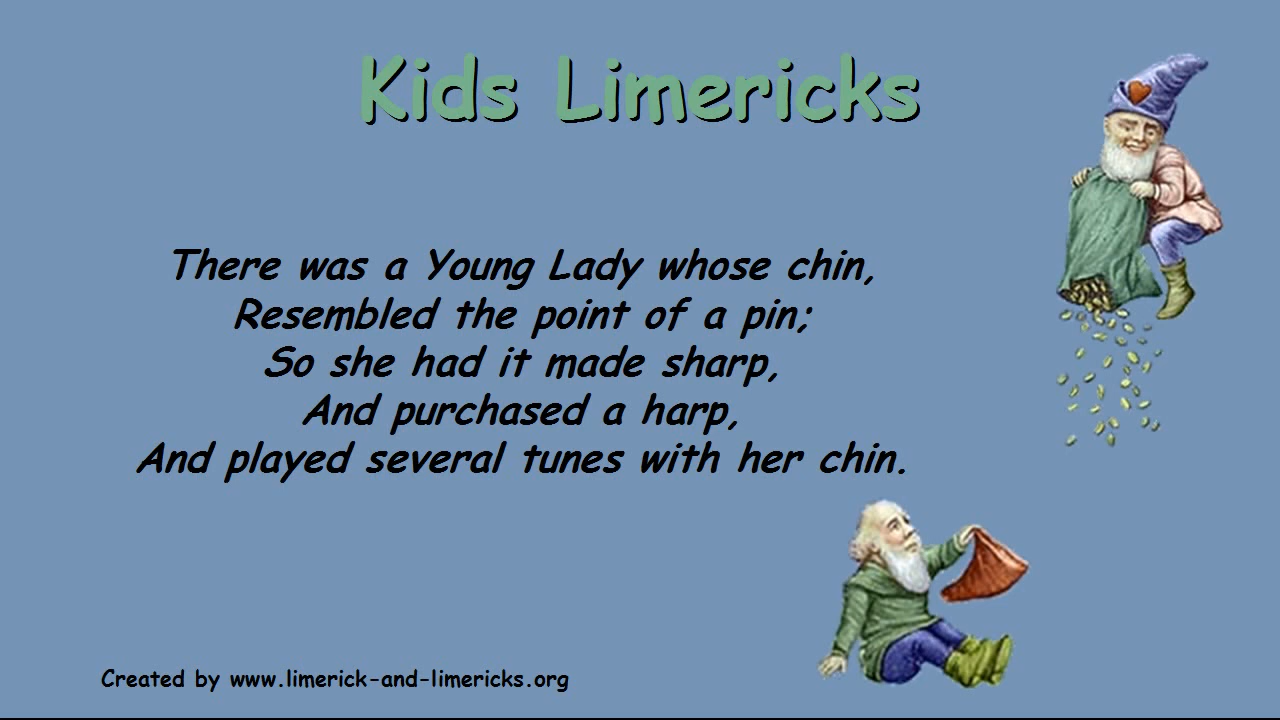 Kids Limericks
There was a Young Lady whose chin,
Resembled the point of a pin;
So she had it made sharp,
And purchased a harp,
And played several tunes with her chin.
Created by www.limerick-and-limericks.org